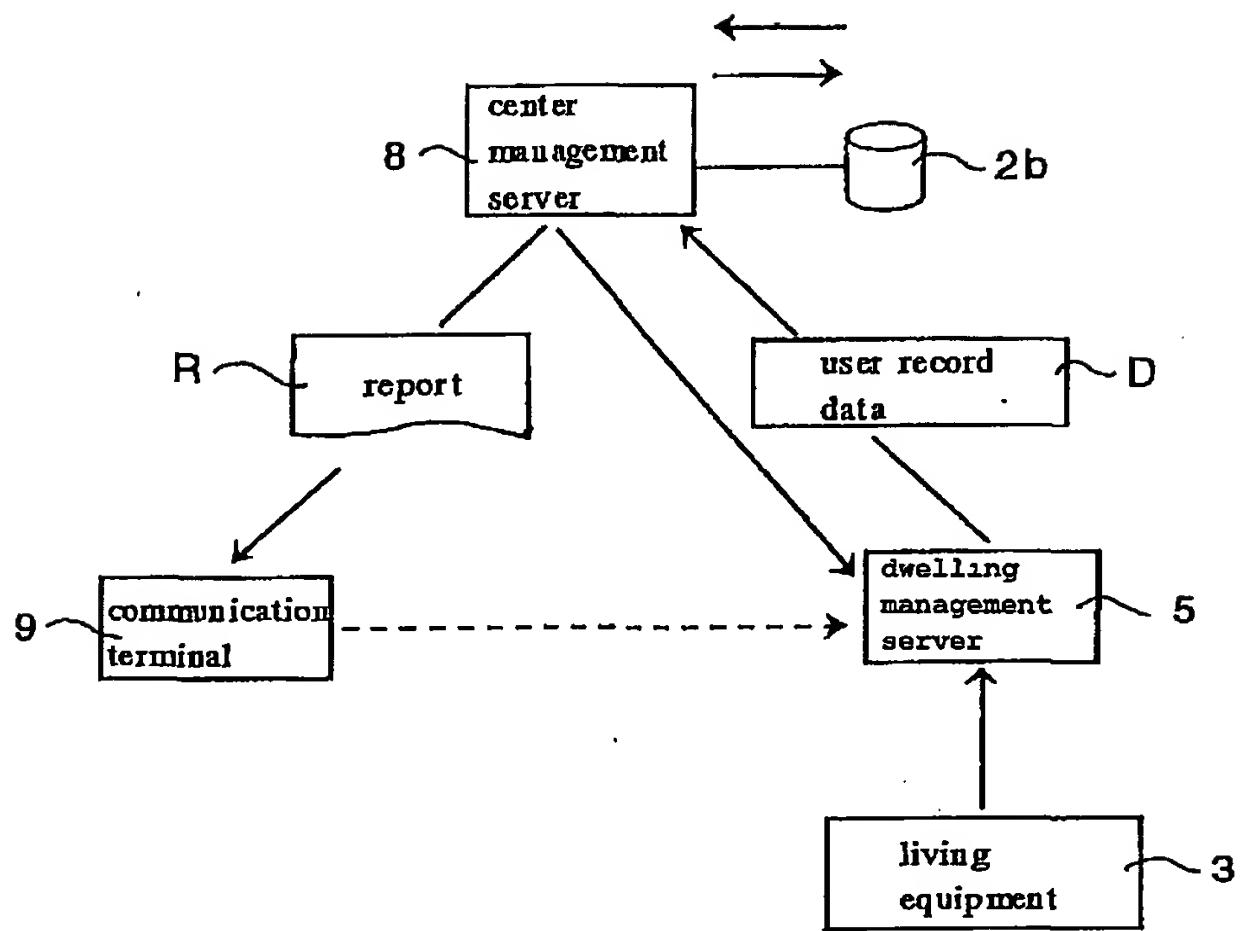 center
management
server
8
2b
R
report
user record
data
D
communication
terminal
9
dwelling
management
server
5
living
equipment
3